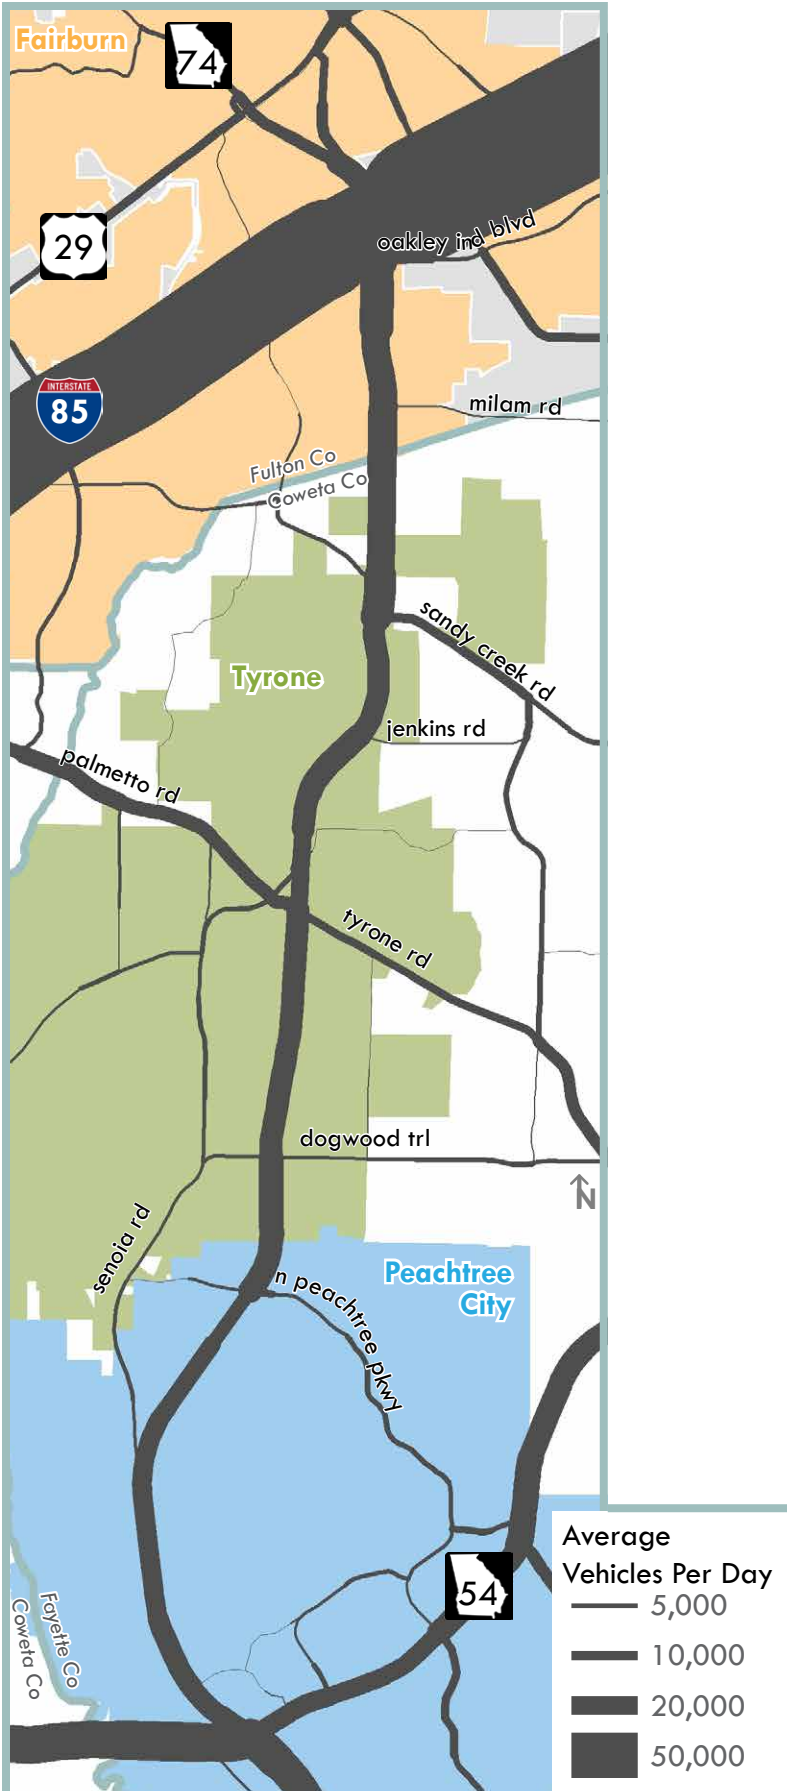 Fairburn
74
29
oakley ind blvd
INTERSTATE
85
milam rd
Fulton Co
Coweta Co
sandy creek rd
Tyrone
jenkins rd
palmetto rd
tyrone rd
dogwood trl
N
senoia rd
n peachtree pkwy
Peachtree
City
54
Fayette Co
Coweta Co
Average
Vehicles Per Day
5,000
10,000
20,000
50,000